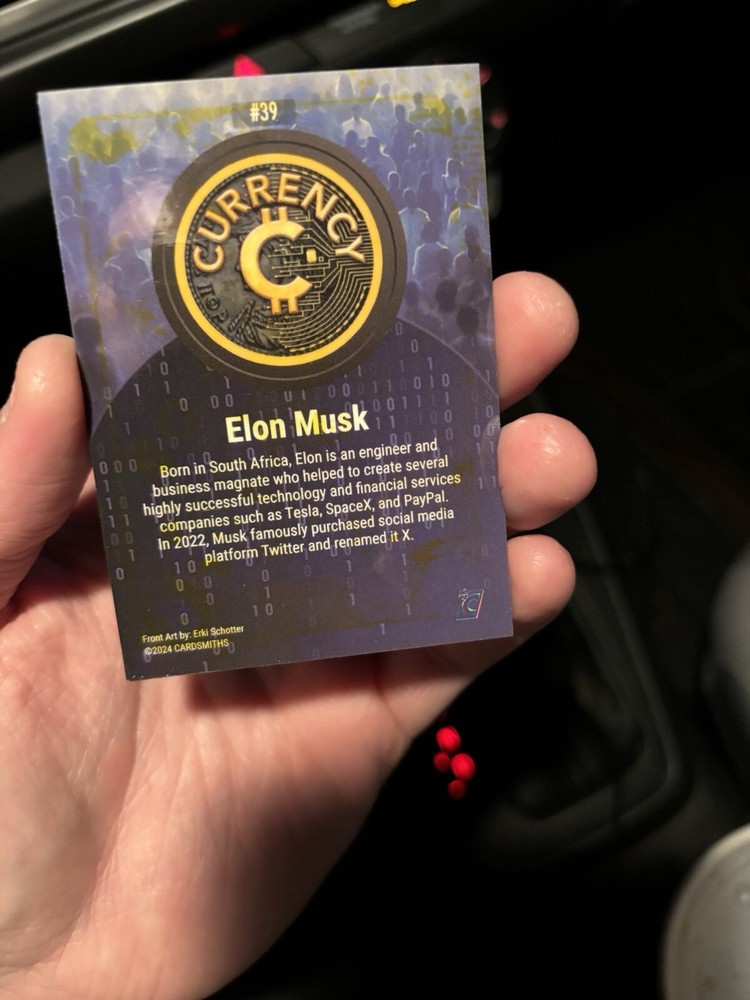 #39
CURRENCY
Elon Musk
Born in South Africa, Elon is an engineer and
business magnate who helped to create several
highly successful technology and financial services
companies such as Tesla, SpaceX, and PayPal.
In 2022, Musk famously purchased social media
platform Twitter and renamed it X.
Front Art by: Erki Schotter
©2024 CARDSMITHS